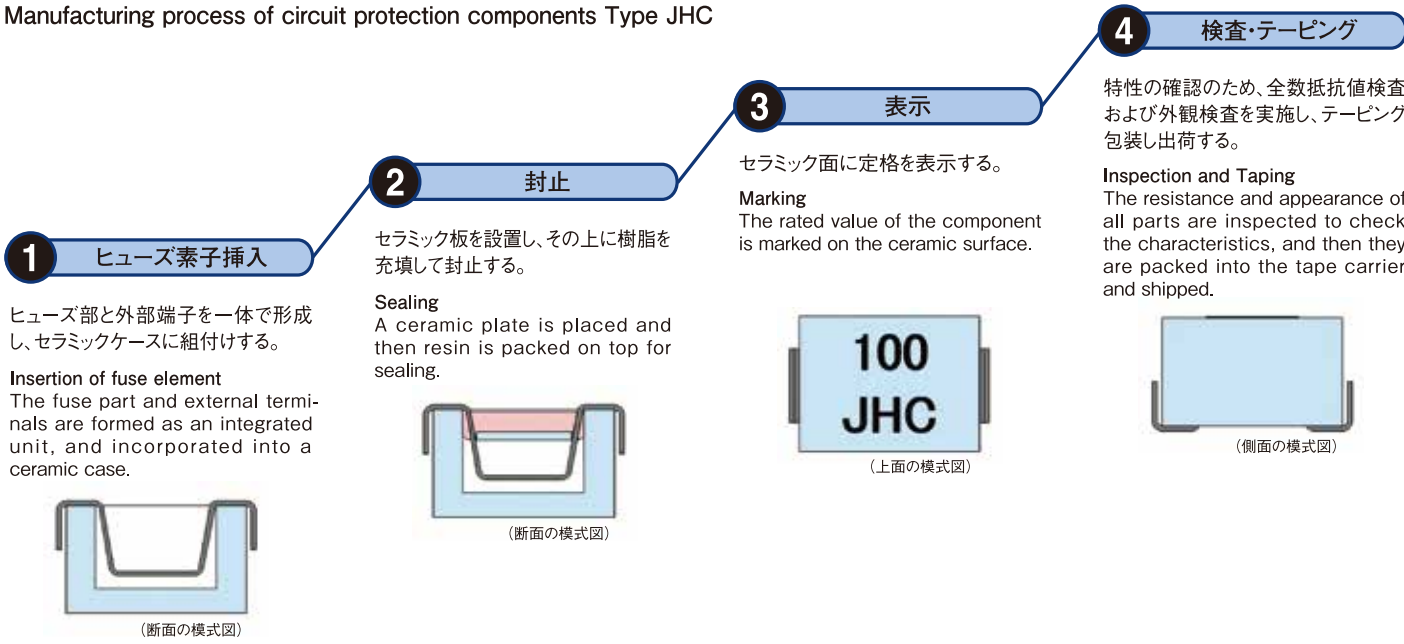 Manufacturing process of circuit protection components Type JHC
1 ヒューズ素子挿入
ヒューズ部と外部端子を一体で形成
し、セラミックケースに組付けする。
Insertion of fuse element
The fuse part and external termi-
nals are formed as an integrated
unit, and incorporated into a
ceramic case.
(断面の模式図)
2 封止
セラミック板を設置し、その上に樹脂を
充填して封止する。
Sealing
A ceramic plate is placed and
then resin is packed on top for
sealing.
(断面の模式図)
3 表示
セラミック面に定格を表示する。
Marking
The rated value of the component
is marked on the ceramic surface.
100
JHC
(上面の模式図)
4 検査・テーピング
特性の確認のため、全数抵抗値検査
および外観検査を実施し、テーピング
包装し出荷する。
Inspection and Taping
The resistance and appearance of
all parts are inspected to check
the characteristics, and then they
are packed into the tape carrier
and shipped.
(側面の模式図)